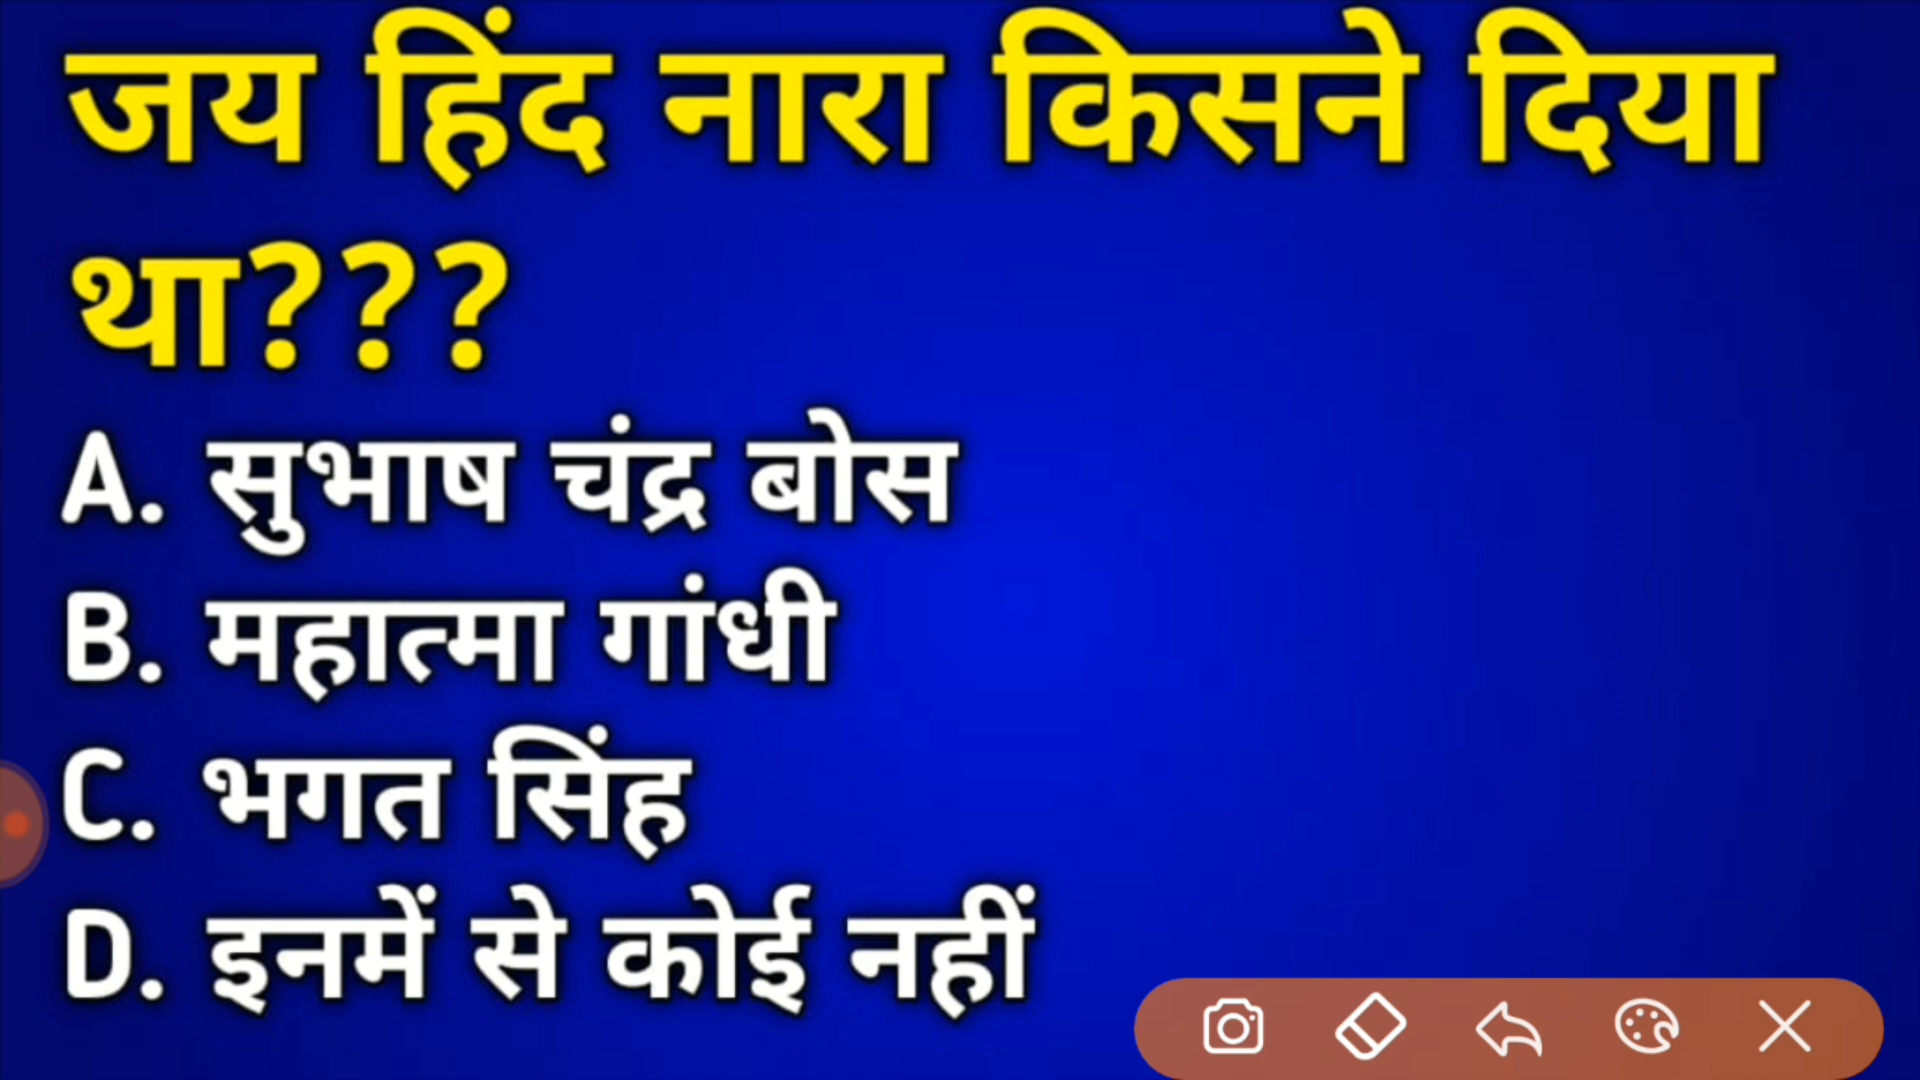 जय हिंद नारा किसने दिया
था???
A. सुभाष चंद्र बोस
B. महात्मा गांधी
C. भगत सिंह
D. इनमें से कोई नहीं